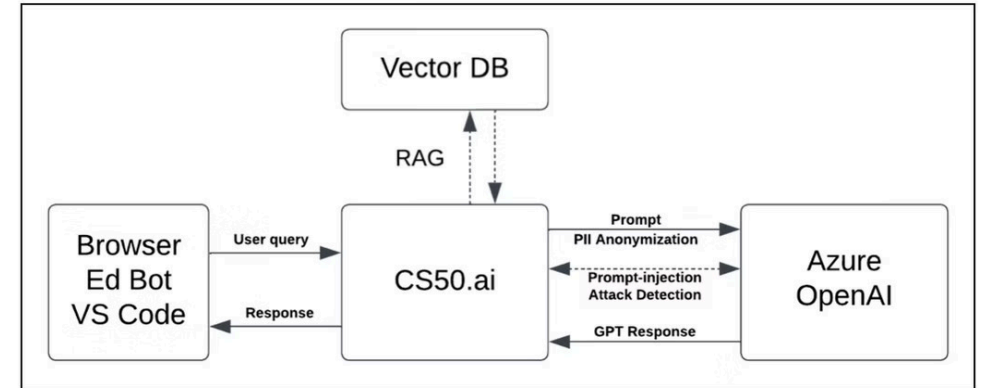 Vector DB
RAG
Browser
Ed Bot
VS Code
User query
Response
CS50.ai
Prompt
PII Anonymization
Prompt-injection
Attack Detection
GPT Response
Azure
OpenAI